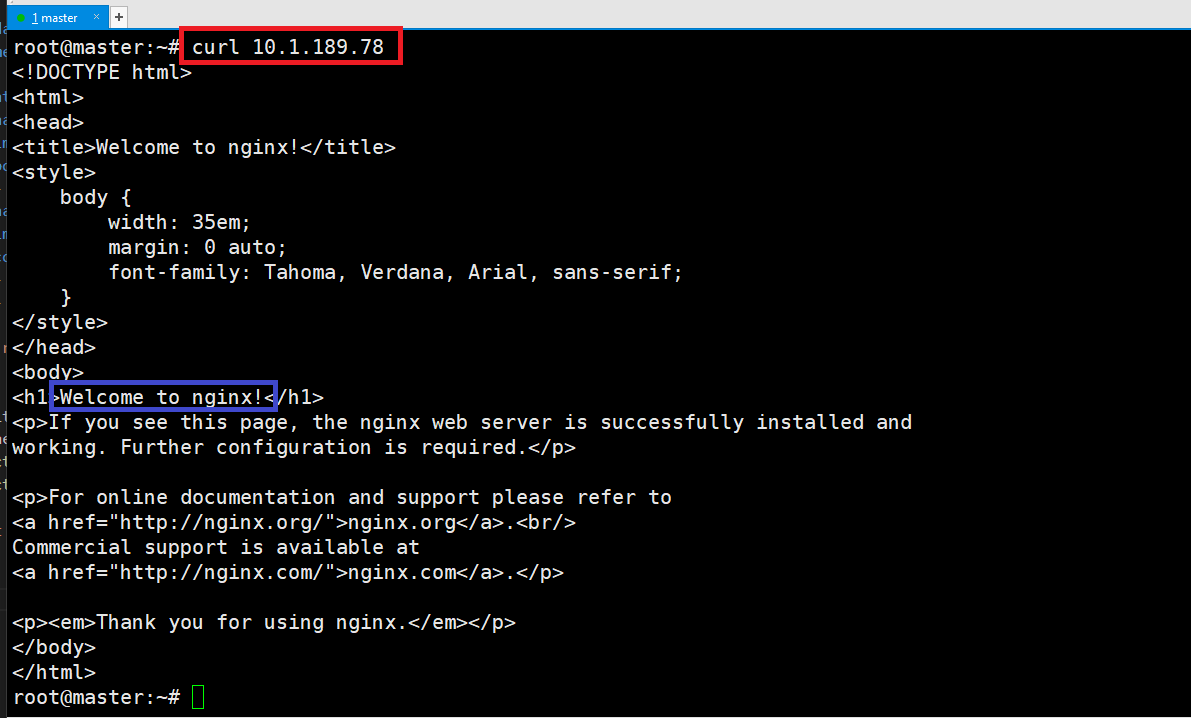 1 master × +
root@master:~# curl 10.1.189.78
<!DOCTYPE html>
<html>
<head>
<title>Welcome to nginx!</title>
<style>
    body {
        width: 35em;
        margin: 0 auto;
        font-family: Tahoma, Verdana, Arial, sans-serif;
    }
</style>
</head>
<body>
<h1>Welcome to nginx!</h1>
<p>If you see this page, the nginx web server is successfully installed and
working. Further configuration is required.</p>

<p>For online documentation and support please refer to
<a href="http://nginx.org/">nginx.org</a>.<br/>
Commercial support is available at
<a href="http://nginx.com/">nginx.com</a>.</p>

<p><em>Thank you for using nginx.</em></p>
</body>
</html>
root@master:~#